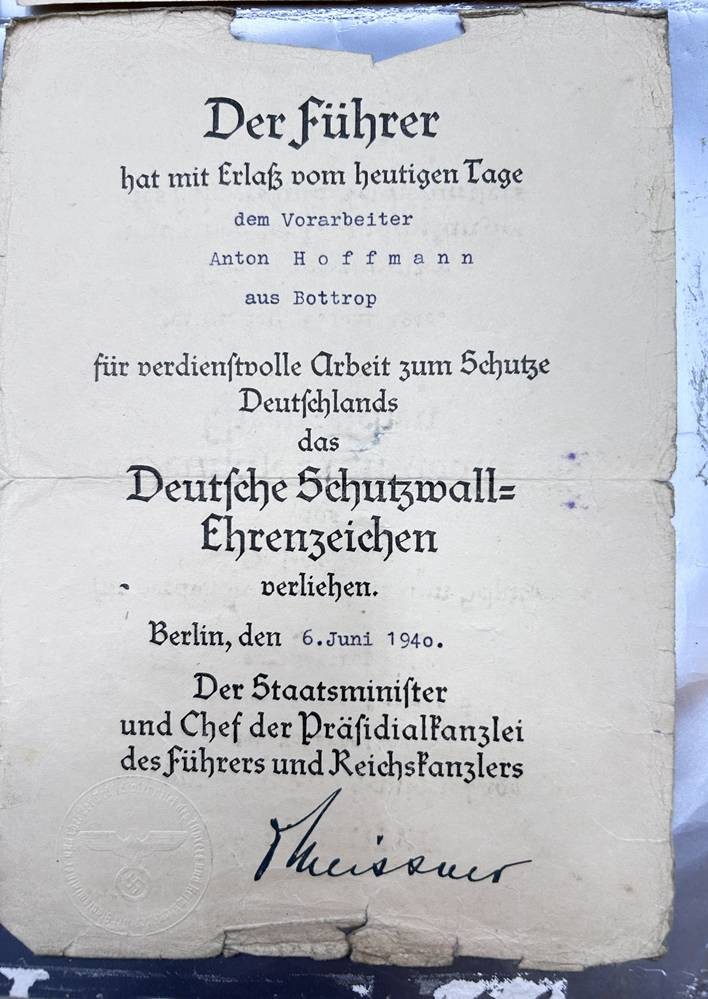 Der Führer
hat mit Erlaß vom heutigen Tage
dem Vorarbeiter
Anton H o f f m a n n
aus Bottrop
für verdienstvolle Arbeit zum Schutze
Deutschlands
das
Deutsche Schutzwall=
Ehrenzeichen
verliehen.
Berlin, den 6.Juni 1940.
Der Staatsminister
und Chef der Präsidialkanzlei
des Führers und Reichskanzlers
Meissner